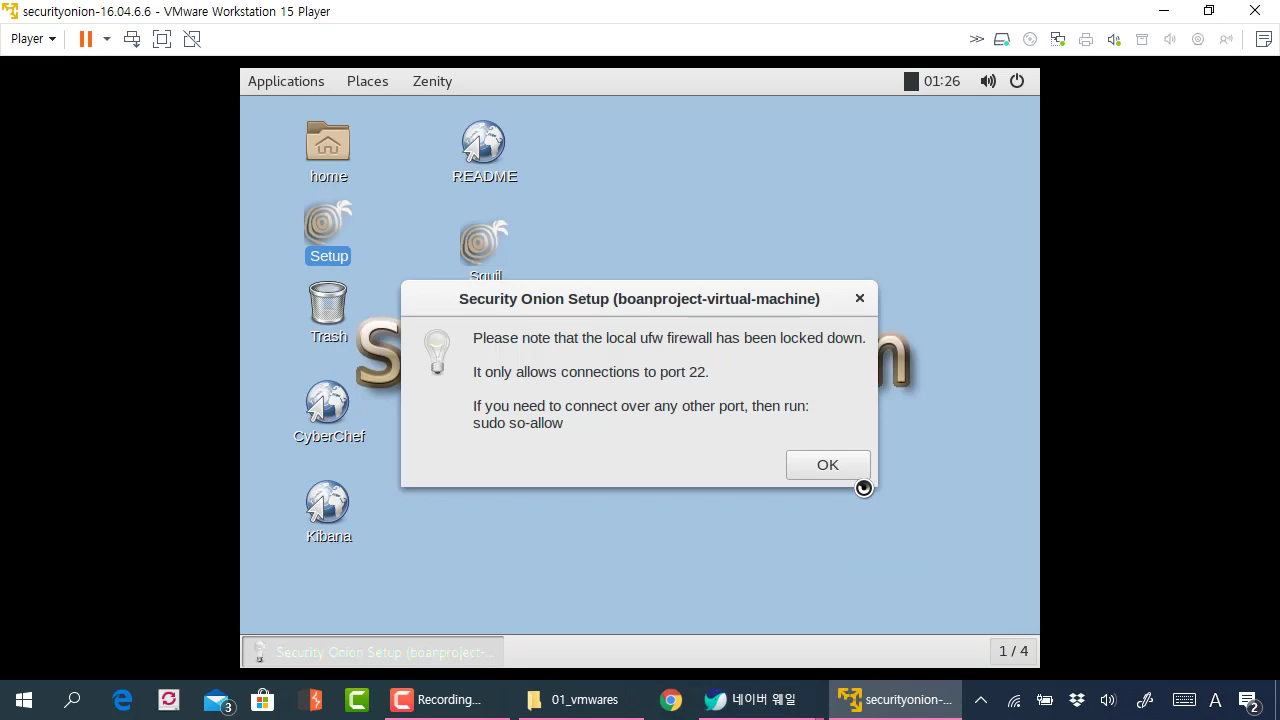 securityonion-16.04.6.6 - VMware Workstation 15 Player
Player
Applications Places Zenity 01:26
home
README
Setup
Squil
Trash
CyberChef
Kibana
Security Onion Setup (boanproject-virtual-machine)
Please note that the local ufw firewall has been locked down.
It only allows connections to port 22.
If you need to connect over any other port, then run:
sudo so-allow
OK
Security Onion Setup (boanproject-...
1 / 4
3
Recording...
01_vmwares
네이버 웨일
securityonion-...
A
2